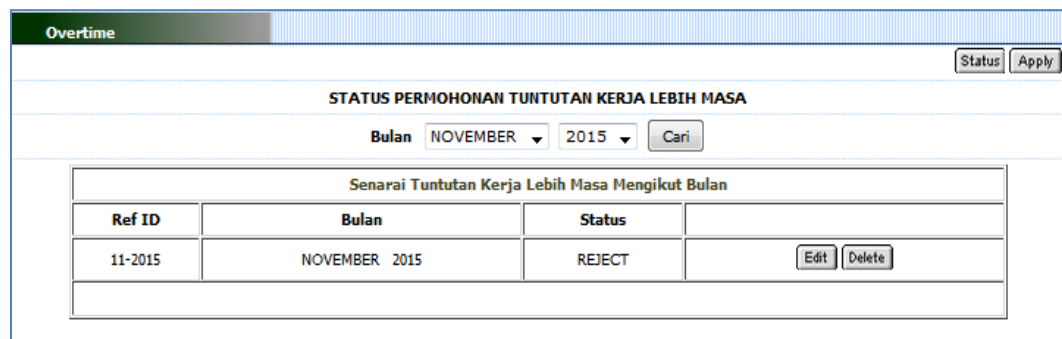 Overtime
Status Apply
STATUS PERMOHONAN TUNTUTAN KERJA LEBIH MASA
Bulan NOVEMBER 2015 Cari
Senarai Tuntutan Kerja Lebih Masa Mengikut Bulan
Ref ID Bulan Status
11-2015 NOVEMBER 2015 REJECT Edit Delete